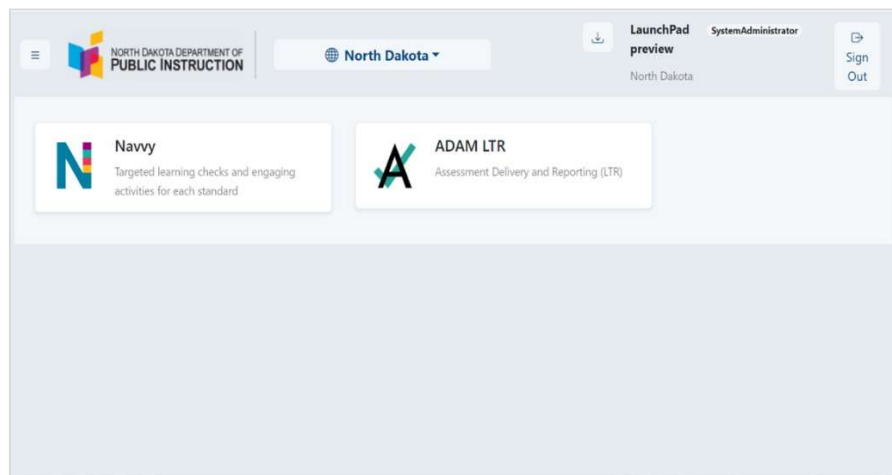 NORTH DAKOTA DEPARTMENT OF
PUBLIC INSTRUCTION
North Dakota
LaunchPad
preview
SystemAdministrator
North Dakota
Sign
Out
Navvy
Targeted learning checks and engaging
activities for each standard
ADAM LTR
Assessment Delivery and Reporting (LTR)